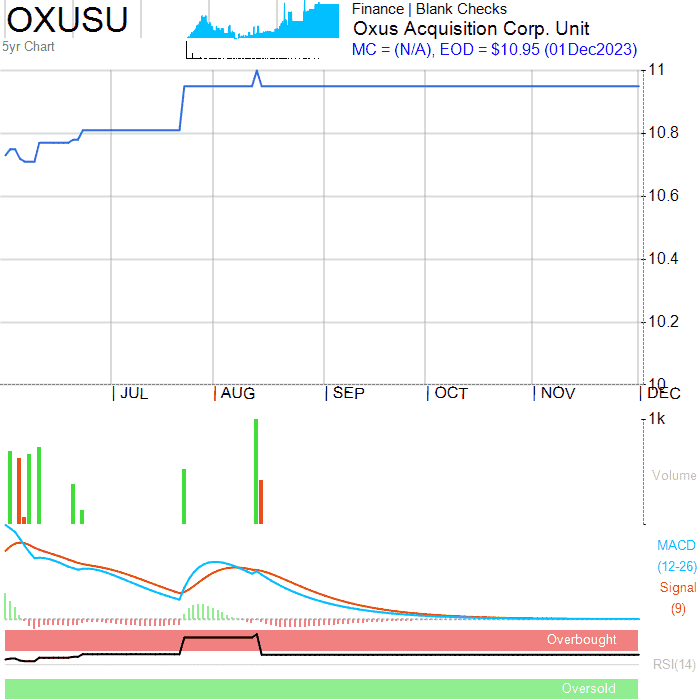 OXUSU
5yr Chart
Finance | Blank Checks
Oxus Acquisition Corp. Unit
MC = (N/A), EOD = $10.95 (01Dec2023)
11
10.8
10.6
10.4
10.2
10
JUL AUG SEP OCT NOV DEC
1k
Volume
MACD
(12-26)
Signal
(9)
Overbought
RSI(14)
Oversold